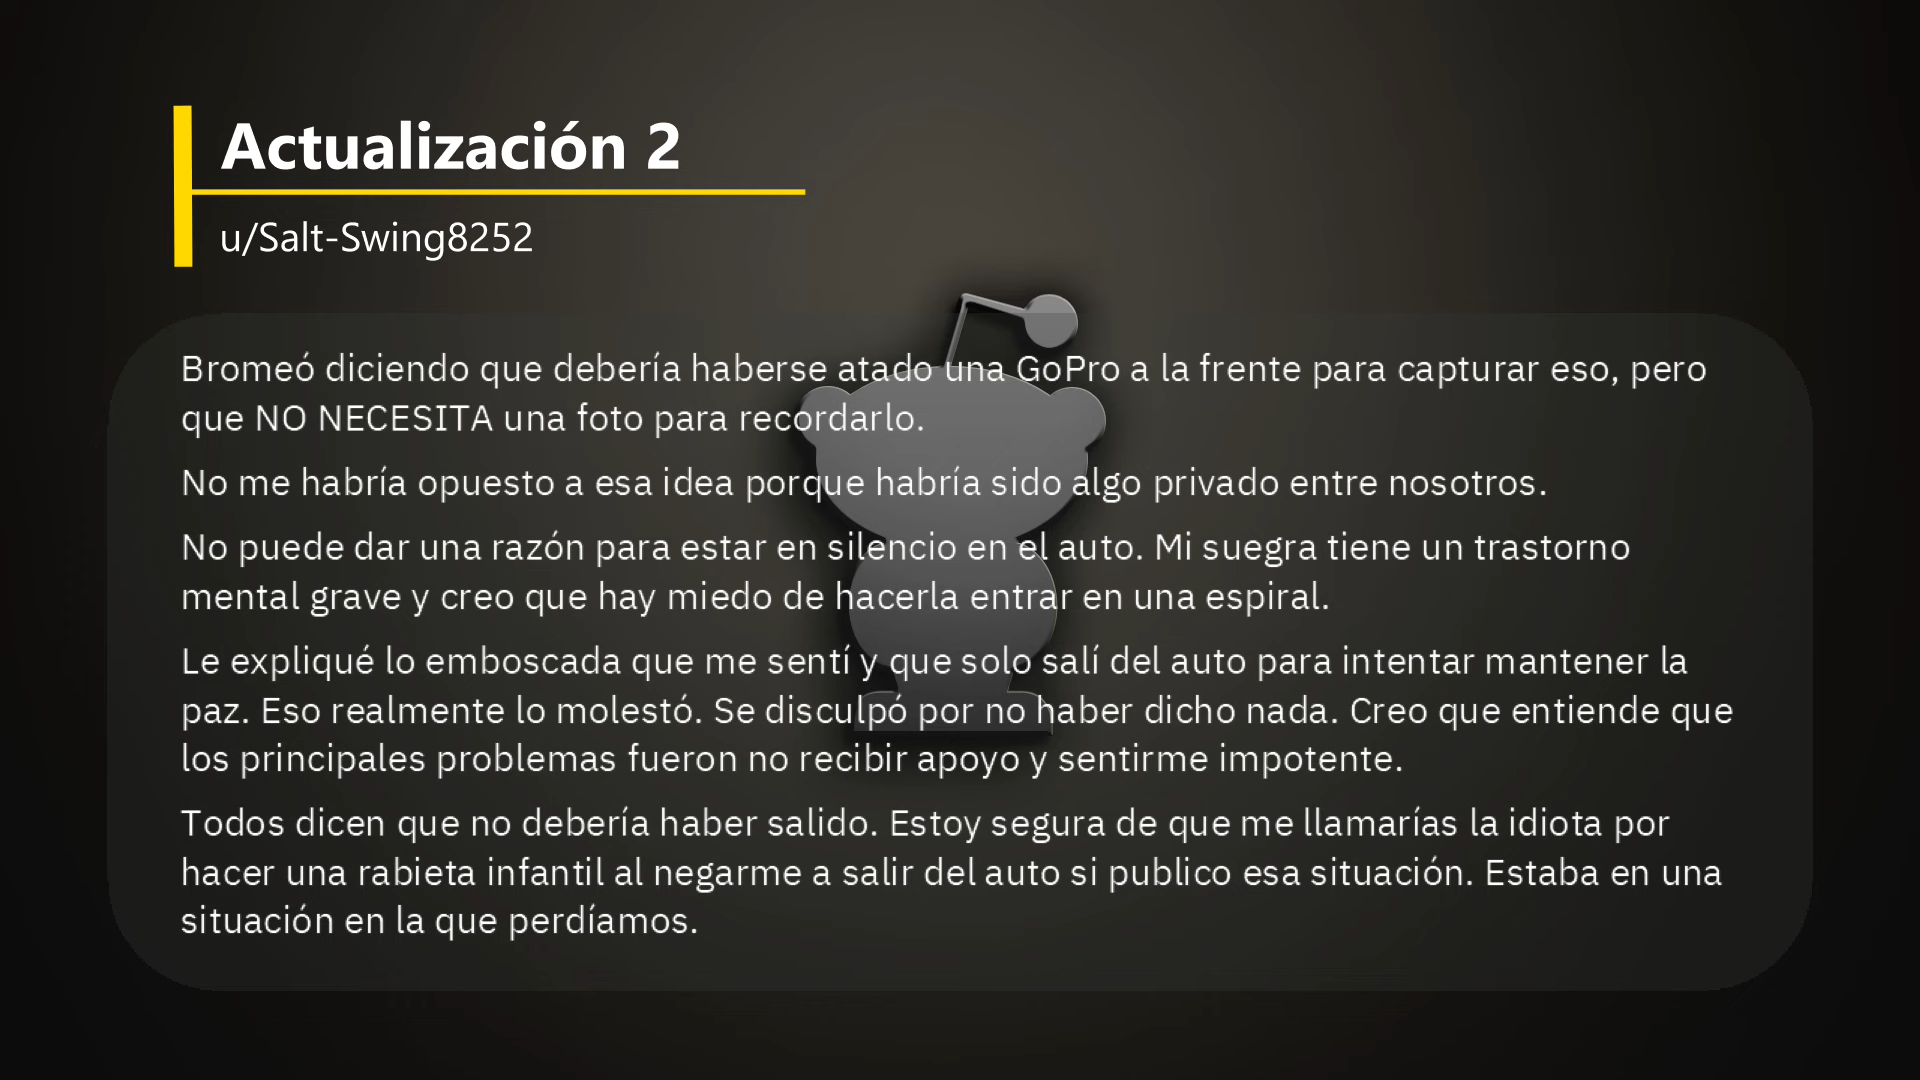 Actualización 2
u/Salt-Swing8252
Bromeó diciendo que debería haberse atado una GoPro a la frente para capturar eso, pero
que NO NECESITA una foto para recordarlo.
No me habría opuesto a esa idea porque habría sido algo privado entre nosotros.
No puede dar una razón para estar en silencio en el auto. Mi suegra tiene un trastorno
mental grave y creo que hay miedo de hacerla entrar en una espiral.
Le expliqué lo emboscada que me sentí y que solo salí del auto para intentar mantener la
paz. Eso realmente lo molestó. Se disculpó por no haber dicho nada. Creo que entiende que
los principales problemas fueron no recibir apoyo y sentirme impotente.
Todos dicen que no debería haber salido. Estoy segura de que me llamarías la idiota por
hacer una rabieta infantil al negarme a salir del auto si publico esa situación. Estaba en una
situación en la que perdíamos.